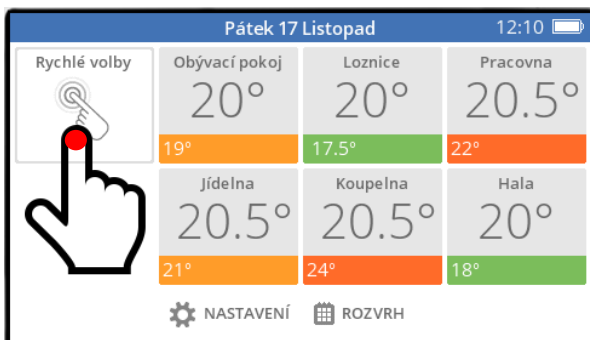 Pátek 17 Listopad 12:10
Rychlé volby
Obývací pokoj
20°
19°
Loznice
20°
17.5°
Pracovna
20.5°
22°
Jídelna
20.5°
21°
Koupelna
20.5°
24°
Hala
20°
18°
NASTAVENÍ ROZVRH